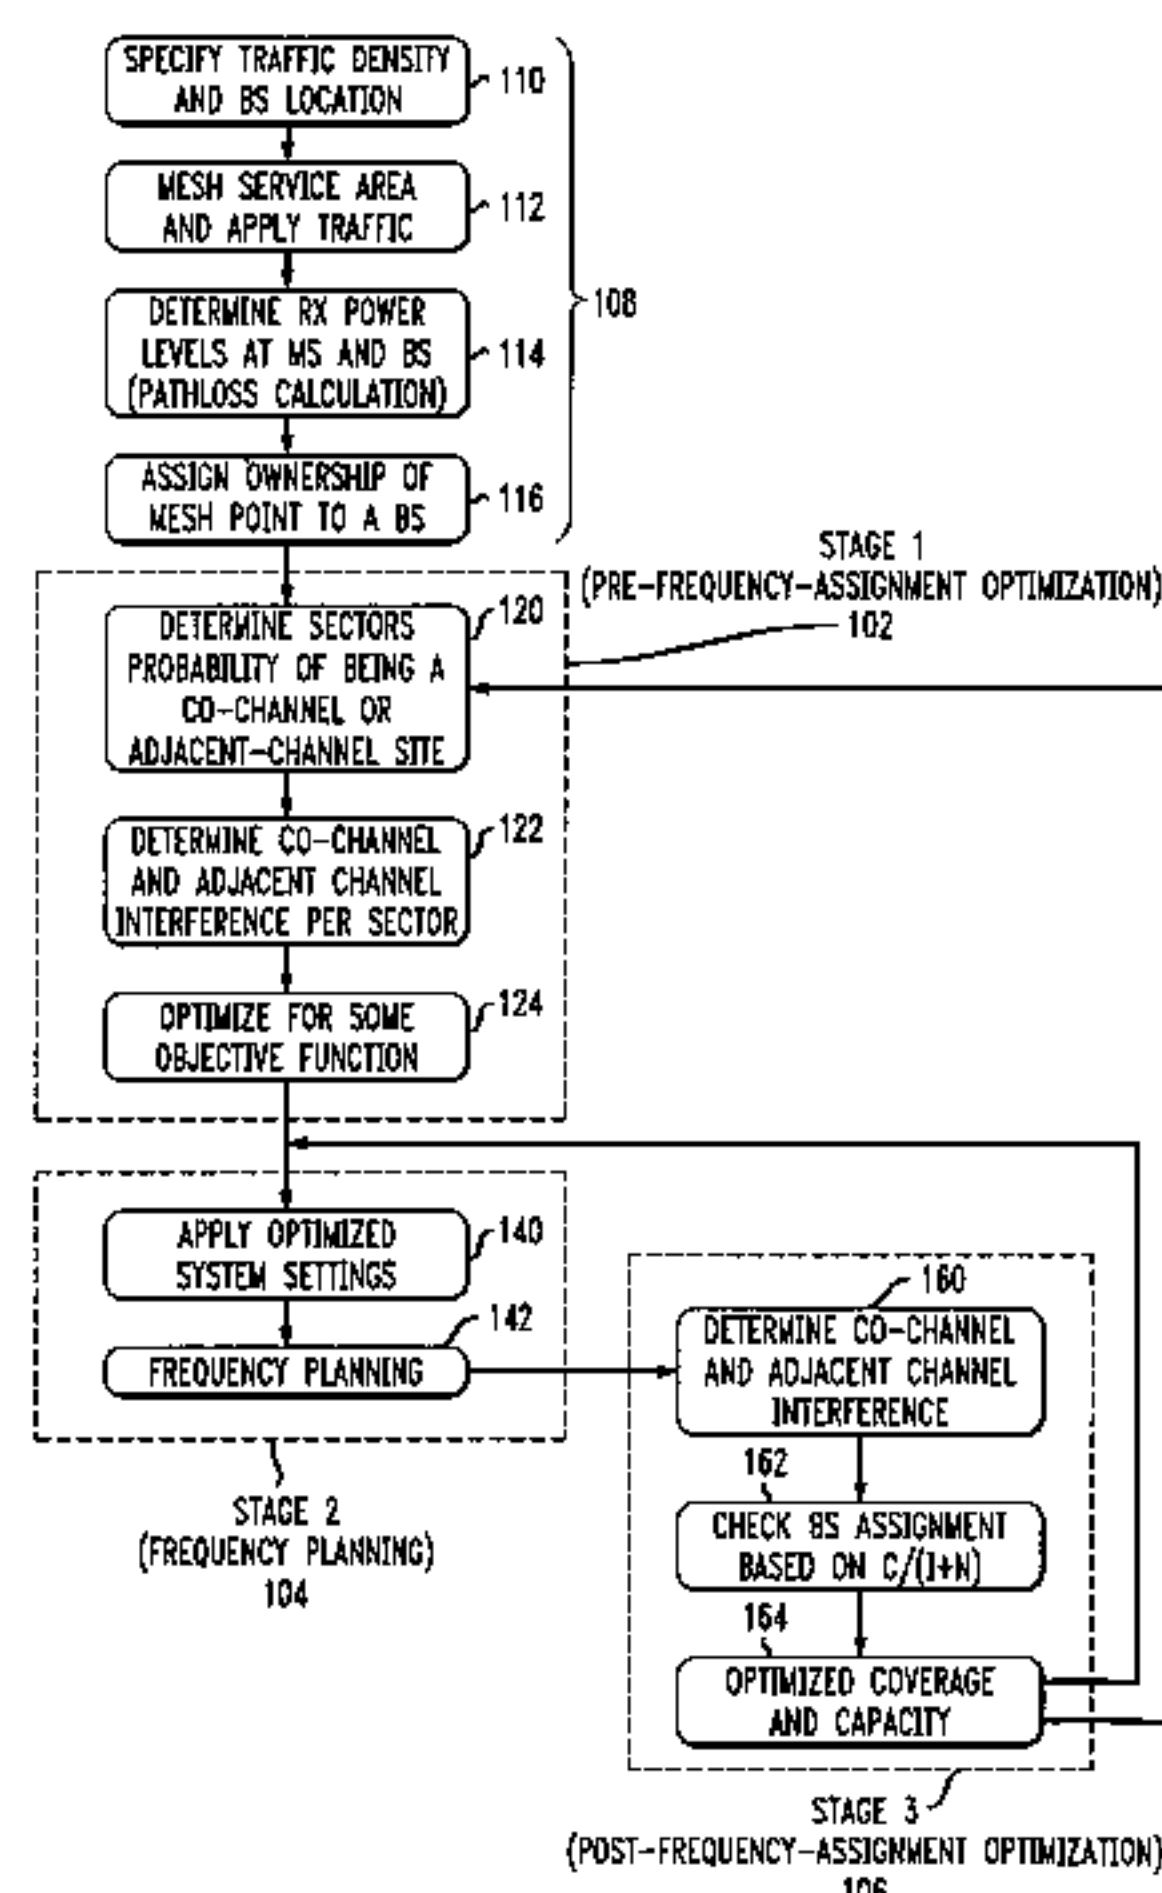 SPECIFY TRAFFIC DENSITY
AND BS LOCATION
110
MESH SERVICE AREA
AND APPLY TRAFFIC
112
DETERMINE RX POWER
LEVELS AT MS AND BS
(PATHLOSS CALCULATION)
114
108
ASSIGN OWNERSHIP OF
MESH POINT TO A BS
116
STAGE 1
(PRE-FREQUENCY-ASSIGNMENT OPTIMIZATION)
102
DETERMINE SECTORS
PROBABILITY OF BEING A
CO-CHANNEL OR
ADJACENT-CHANNEL SITE
120
DETERMINE CO-CHANNEL
AND ADJACENT CHANNEL
INTERFERENCE PER SECTOR
122
OPTIMIZE FOR SOME
OBJECTIVE FUNCTION
124
APPLY OPTIMIZED
SYSTEM SETTINGS
140
FREQUENCY PLANNING
142
STAGE 2
(FREQUENCY PLANNING)
104
160
DETERMINE CO-CHANNEL
AND ADJACENT CHANNEL
INTERFERENCE
162
CHECK BS ASSIGNMENT
BASED ON C/(I+N)
164
OPTIMIZED COVERAGE
AND CAPACITY
STAGE 3
(POST-FREQUENCY-ASSIGNMENT OPTIMIZATION)
106